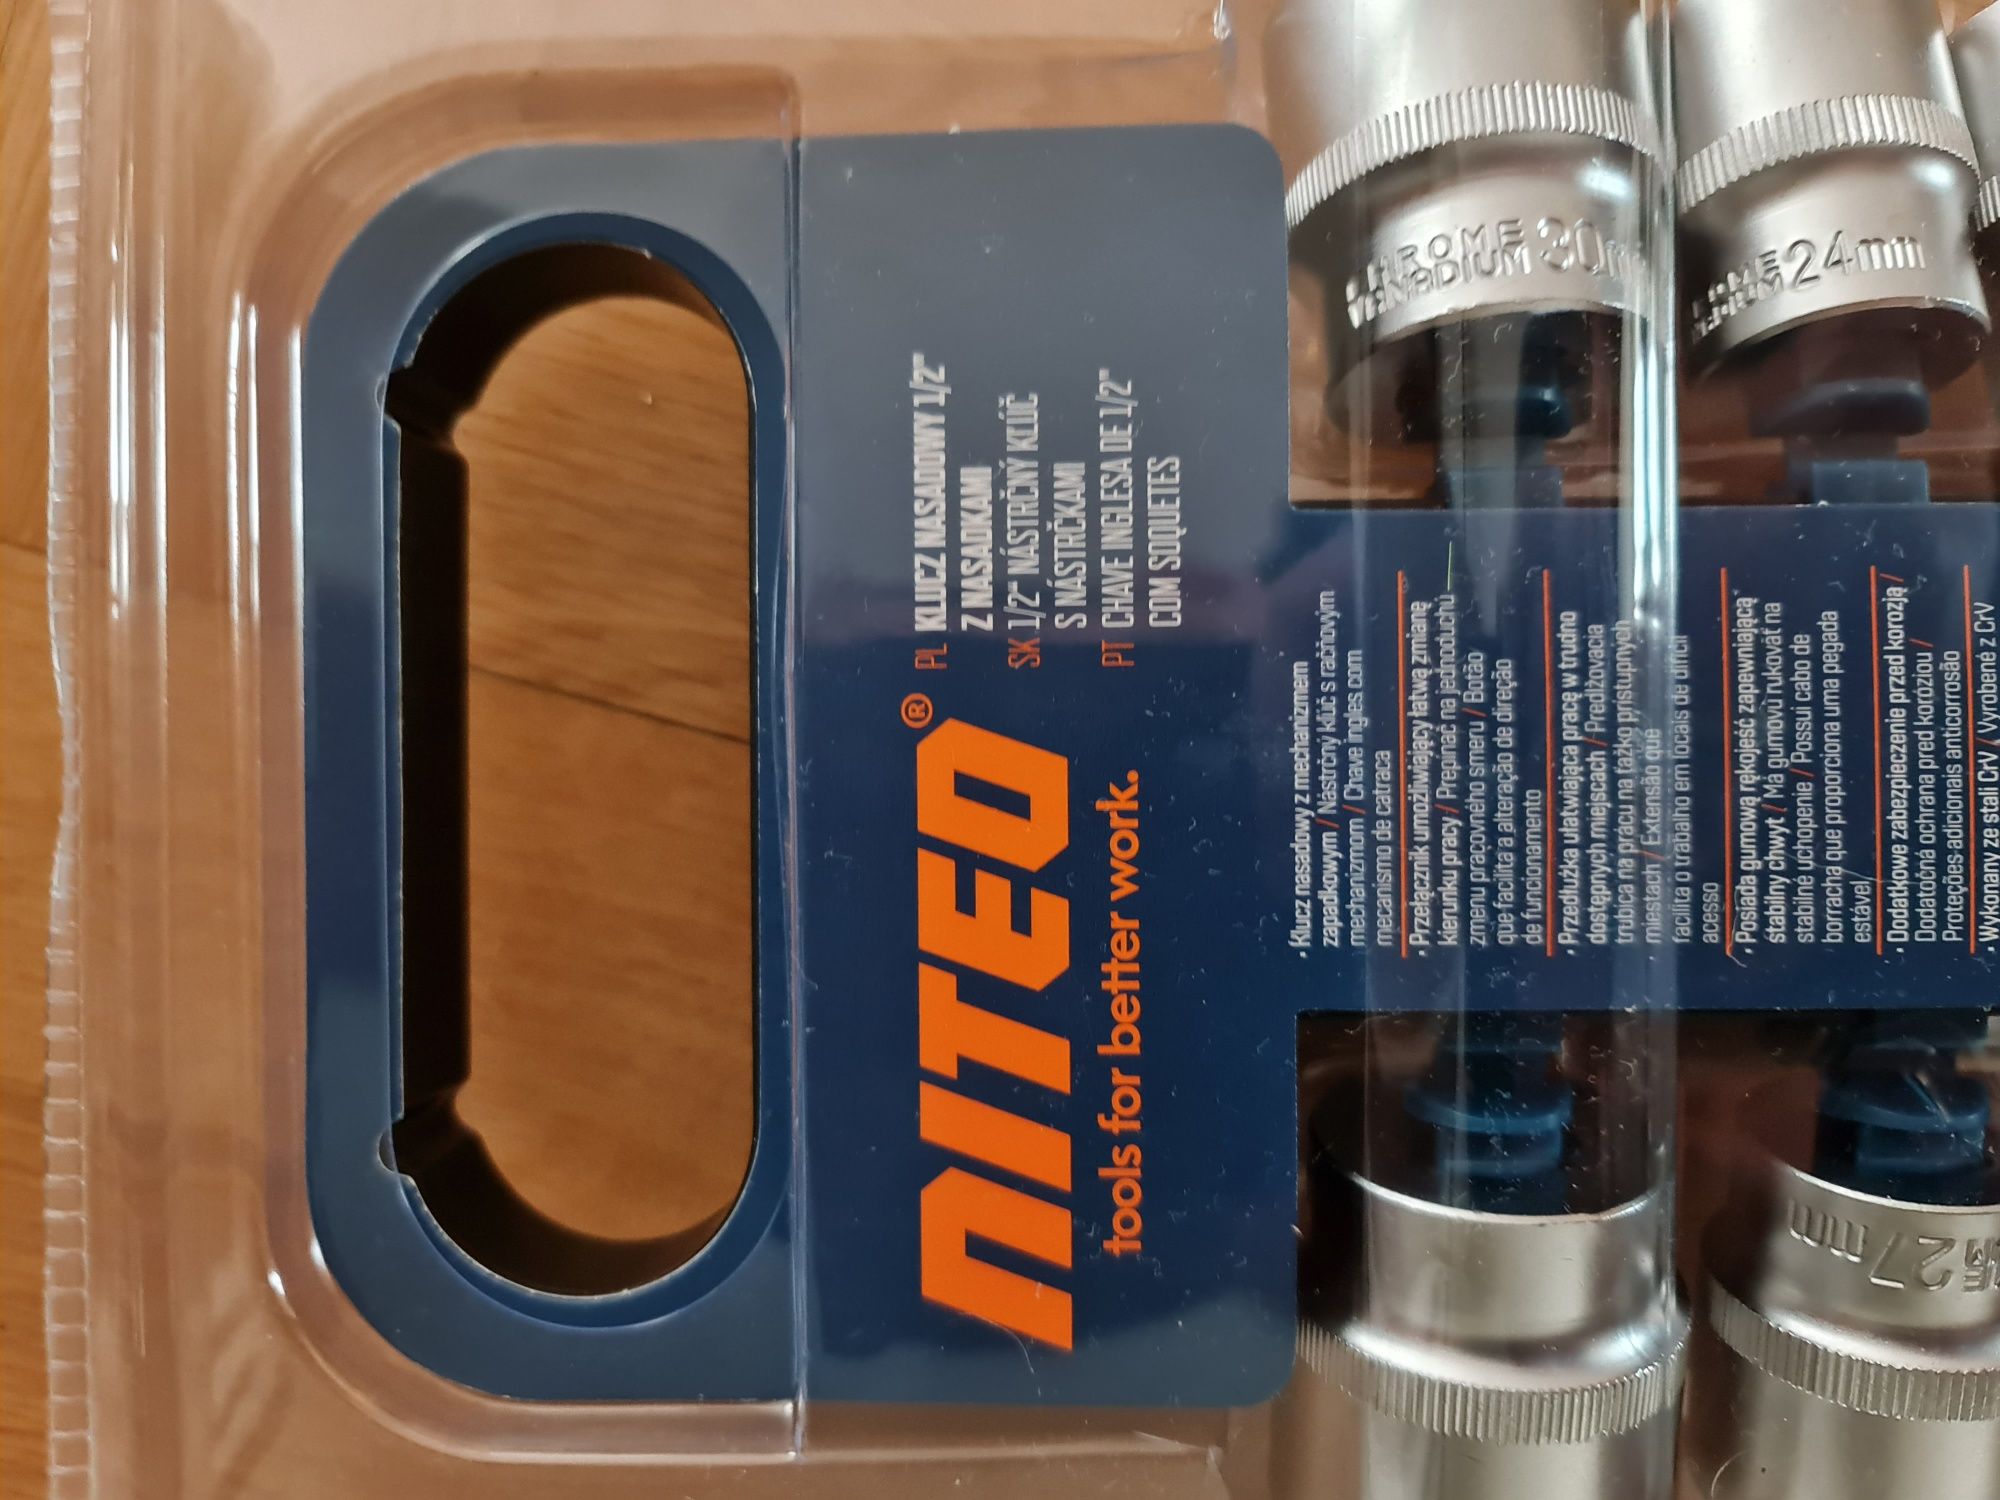 NITEO®
tools for better work.
PL KLUCZ NASADOWY 1/2"
Z NASADKAMI
SK 1/2" NÁSTRČNÝ KĽÚČ
S NÁSTRČKAMI
PT CHAVE INGLESA DE 1/2"
COM SOQUETES
• Klucz nasadowy z mechanizmem
zapadkowym / Nástrčný kľúč s račňovým
mechanizmom / Chave ingles com
mecanismo de catraca
• Przełącznik umożliwiający łatwą zmianę
kierunku pracy / Prepínač na jednoduchú
zmenu pracovného smeru / Botão
que facilita a alteração de direção
de funcionamento
• Przedłużka ułatwiająca pracę w trudno
dostępnych miejscach / Predlžovacia
trubica na prácu na ťažko prístupných
miestach / Extensão que
facilita o trabalho em locais de difícil
acesso
• Posiada gumową rękojeść zapewniającą
stabilny chwyt / Má gumovú rukoväť na
stabilné uchopenie / Possui cabo de
borracha que proporciona uma pegada
estável
• Dodatkowe zabezpieczenie przed korozją /
Dodatočná ochrana pred koróziou /
Proteções adicionais anticorrosão
• Wykonany ze stali CrV / Vyrobené z CrV
CHROME
VANADIUM 30
24mm
27mm